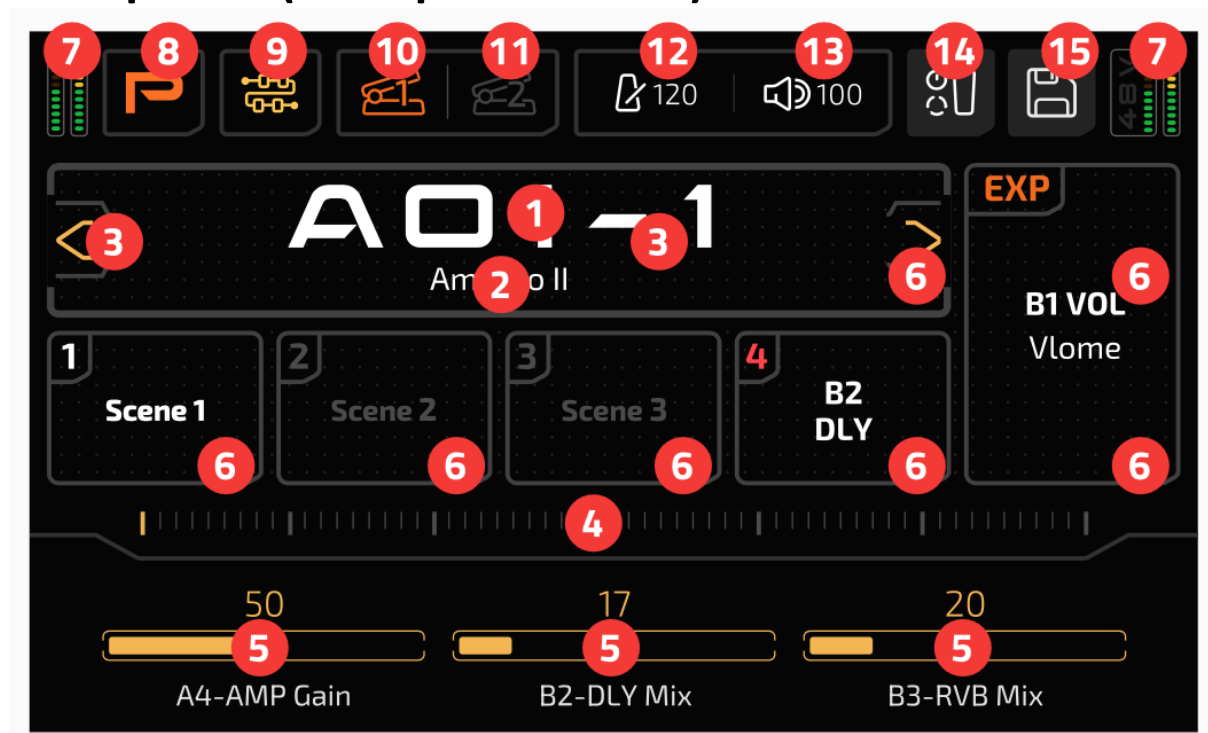 7 8 9 10 11 12 13 14 15 7
1 2 120 100 48V
A01-1
1
EXP
3 3
2 6 6
B1 VOL
Vlome
1 2 3 4
Scene 1 Scene 2 Scene 3 B2
DLY
6 6 6 6 6
4
50 17 20
5 5 5
A4-AMP Gain B2-DLY Mix B3-RVB Mix